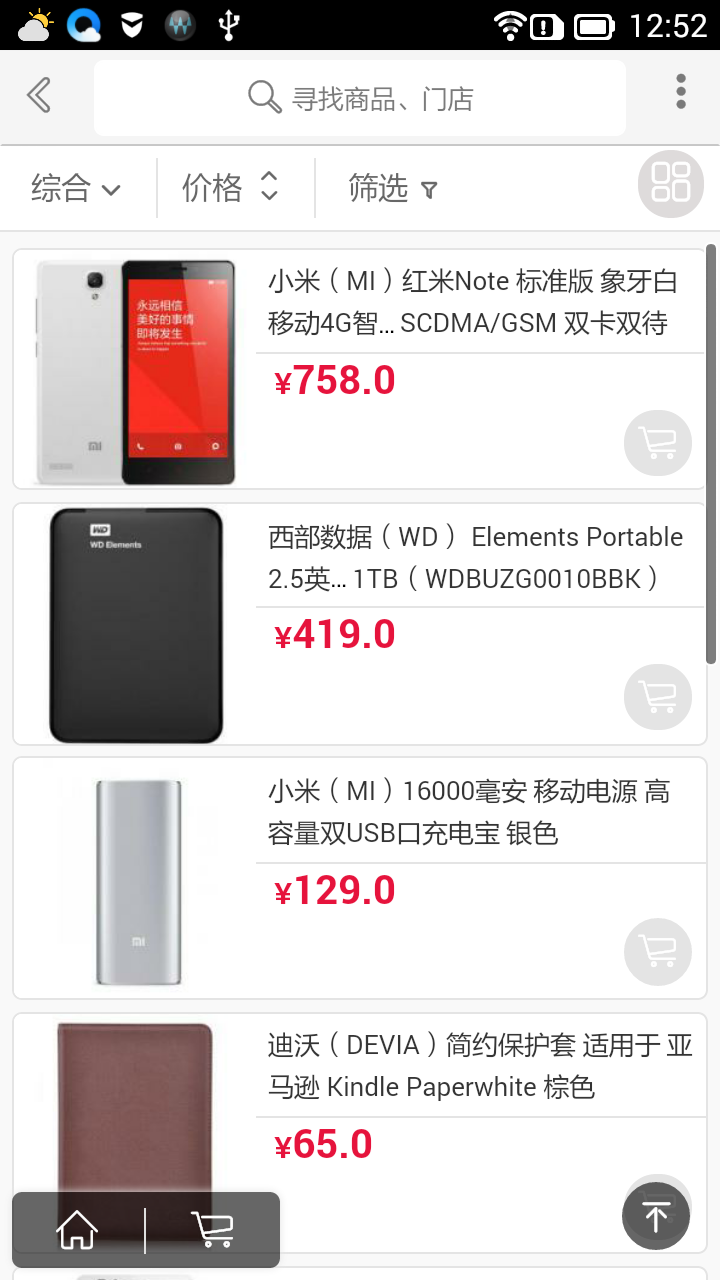 12:52
寻找商品、门店
综合 价格 筛选
小米（MI）红米Note 标准版 象牙白
移动4G智... SCDMA/GSM 双卡双待
¥758.0
永远相信
美好的事情
即将发生
西部数据（WD） Elements Portable
2.5英... 1TB（WDBUZG0010BBK）
¥419.0
WD
WD Elements
小米（MI）16000毫安 移动电源 高
容量双USB口充电宝 银色
¥129.0
迪沃（DEVIA）简约保护套 适用于 亚
马逊 Kindle Paperwhite 棕色
¥65.0